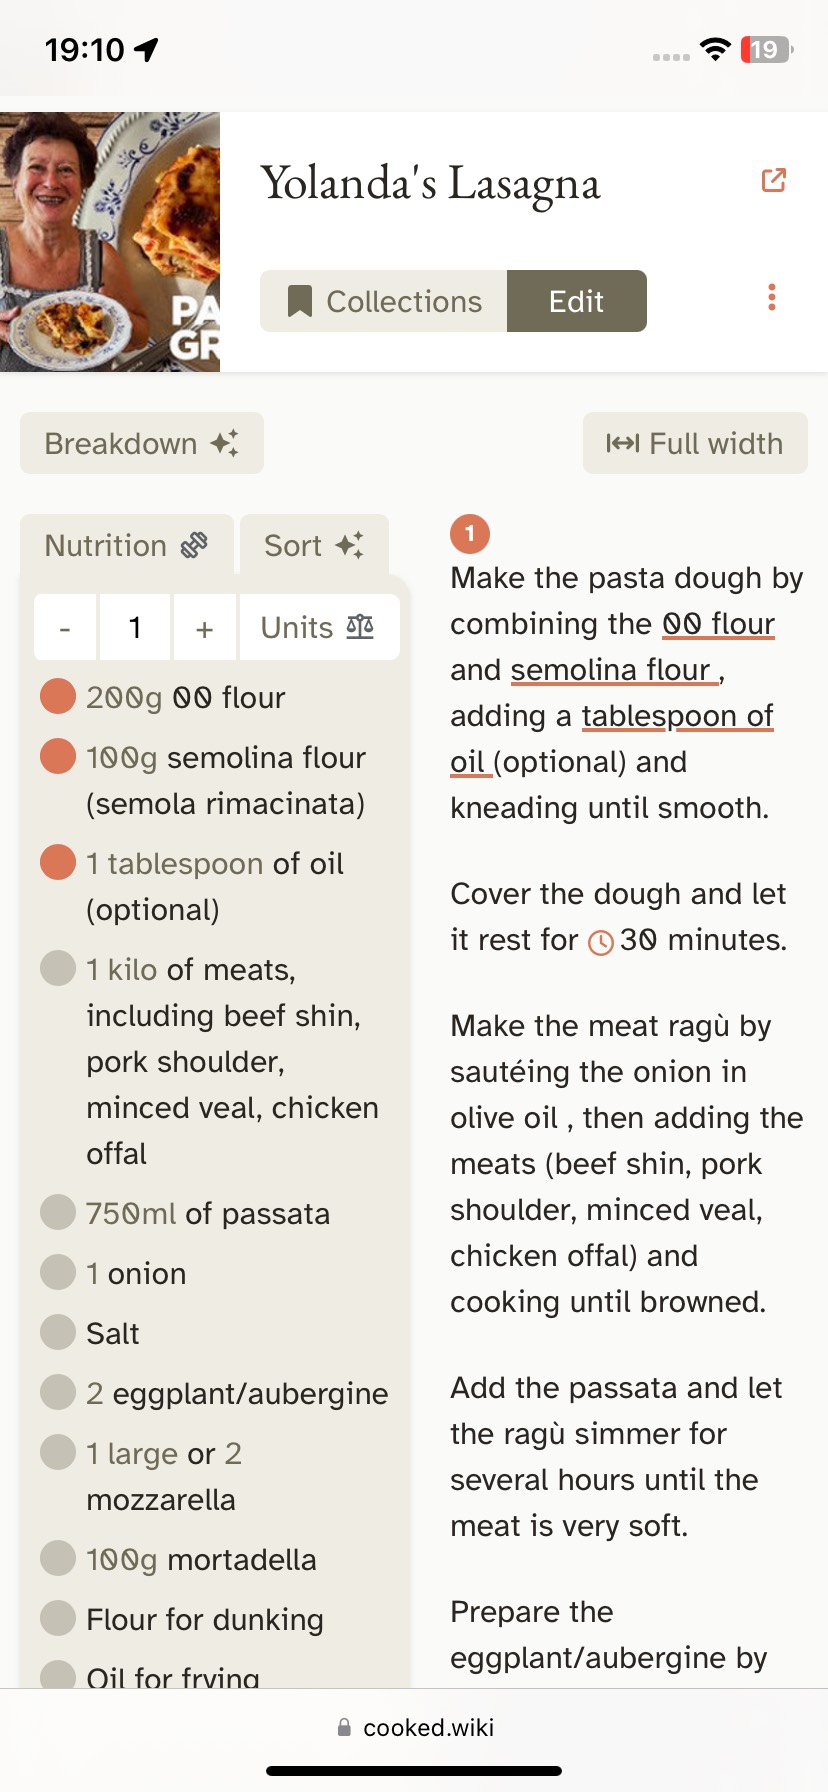 19:10
19
PA
GR
Yolanda's Lasagna
Collections
Edit
Breakdown
Full width
Nutrition
Sort
-
1
+
Units
200g 00 flour
100g semolina flour
(semola rimacinata)
1 tablespoon of oil
(optional)
1 kilo of meats,
including beef shin,
pork shoulder,
minced veal, chicken
offal
750ml of passata
1 onion
Salt
2 eggplant/aubergine
1 large or 2
mozzarella
100g mortadella
Flour for dunking
Oil for frying
1
Make the pasta dough by
combining the 00 flour
and semolina flour ,
adding a tablespoon of
oil (optional) and
kneading until smooth.
Cover the dough and let
it rest for 30 minutes.
Make the meat ragù by
sautéing the onion in
olive oil , then adding the
meats (beef shin, pork
shoulder, minced veal,
chicken offal) and
cooking until browned.
Add the passata and let
the ragù simmer for
several hours until the
meat is very soft.
Prepare the
eggplant/aubergine by
cooked.wiki